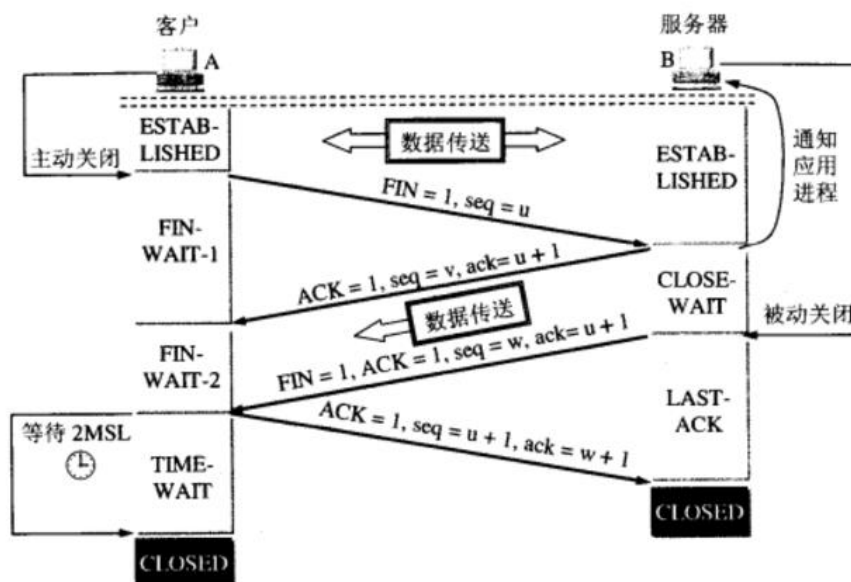 客户
服务器
A
B
ESTAB-
LISHED
数据传送
ESTAB-
LISHED
通知
应用
进程
主动关闭
FIN = 1, seq = u
FIN-
WAIT-1
ACK = 1, seq = v, ack= u + 1
CLOSE-
WAIT
数据传送
被动关闭
FIN = 1, ACK = 1, seq = w, ack= u + 1
FIN-
WAIT-2
ACK = 1, seq = u + 1, ack = w + 1
LAST-
ACK
等待 2MSL
TIME-
WAIT
CLOSED
CLOSED